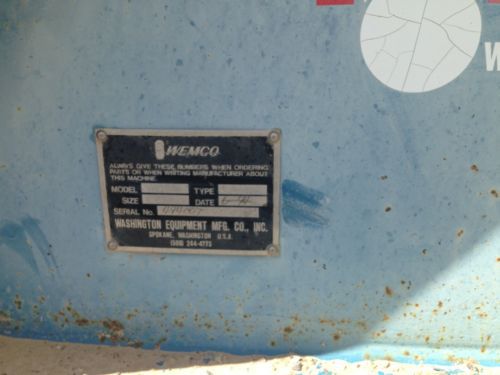 W
WEMCO
ALWAYS GIVE THESE NUMBERS WHEN ORDERING
PARTS OR WHEN WRITING MANUFACTURER ABOUT
THIS MACHINE.
MODEL TYPE
SIZE DATE
SERIAL No.
WASHINGTON EQUIPMENT MFG. CO., INC.
SPOKANE, WASHINGTON U.S.A.
(509) 244-4773